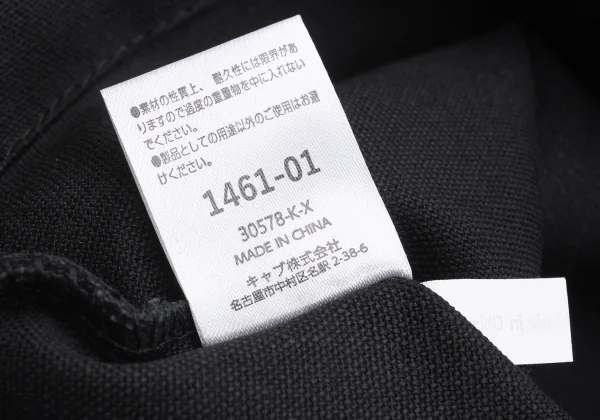 ●素材の性質上、耐久性には限界があ
りますので過度の重量物を中に入れない
でください。
●製品としての用途以外のご使用はお避
けください。
1461-01
30578-K-X
MADE IN CHINA
キャブ株式会社
名古屋市中村区名駅 2-38-6
Made in